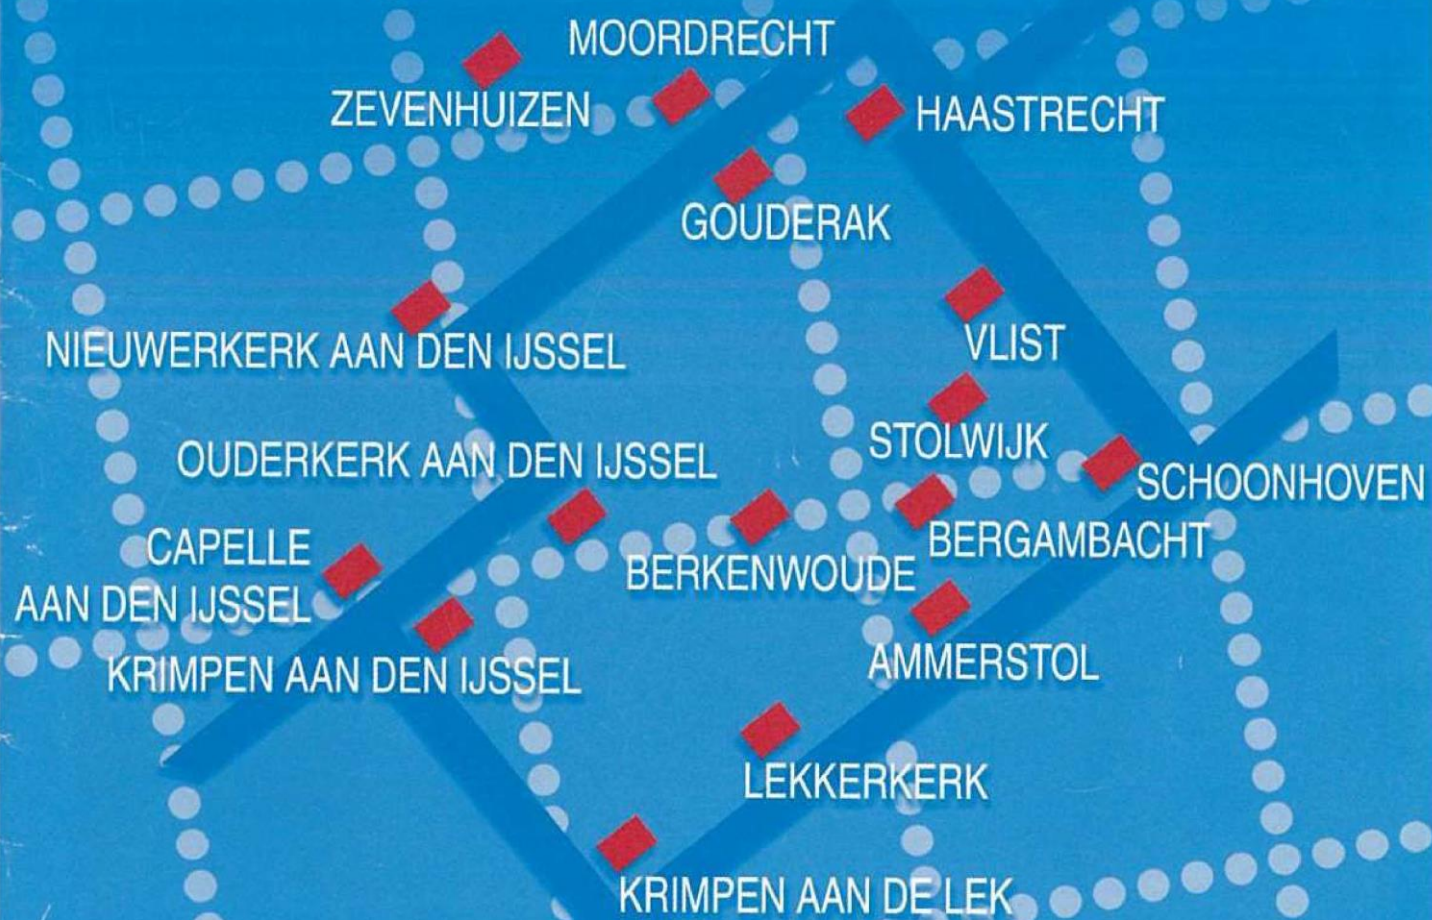 MOORDRECHT
ZEVENHUIZEN
HAASTRECHT
GOUDERAK
NIEUWERKERK AAN DEN IJSSEL
VLIST
STOLWIJK
OUDERKERK AAN DEN IJSSEL
SCHOONHOVEN
CAPELLE
AAN DEN IJSSEL
BERGAMBACHT
BERKENWOUDE
KRIMPEN AAN DEN IJSSEL
AMMERSTOL
LEKKERKERK
KRIMPEN AAN DE LEK